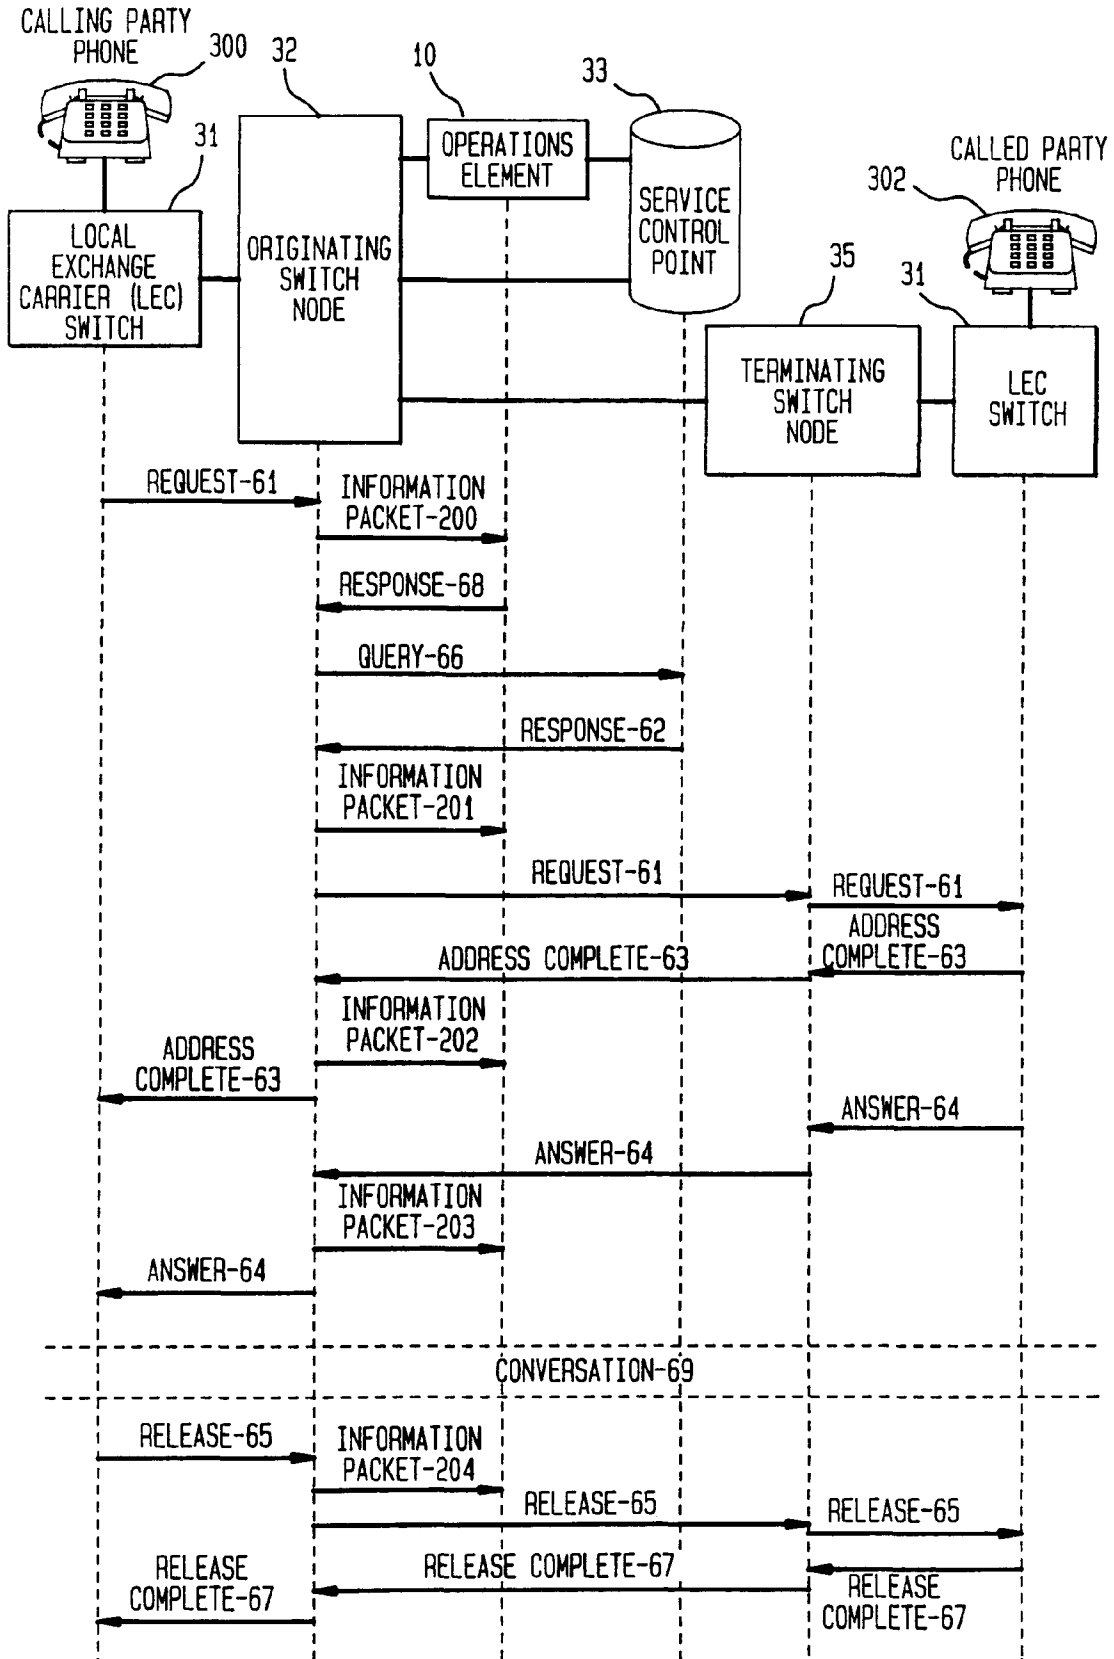 CALLING PARTY
PHONE
300
32
10
33
31
OPERATIONS
ELEMENT
CALLED PARTY
PHONE
302
LOCAL
EXCHANGE
CARRIER (LEC)
SWITCH
ORIGINATING
SWITCH
NODE
SERVICE
CONTROL
POINT
35
31
TERMINATING
SWITCH
NODE
LEC
SWITCH
REQUEST-61
INFORMATION
PACKET-200
RESPONSE-68
QUERY-66
RESPONSE-62
INFORMATION
PACKET-201
REQUEST-61
REQUEST-61
ADDRESS
COMPLETE-63
ADDRESS COMPLETE-63
INFORMATION
PACKET-202
ADDRESS
COMPLETE-63
ANSWER-64
ANSWER-64
INFORMATION
PACKET-203
ANSWER-64
CONVERSATION-69
RELEASE-65
INFORMATION
PACKET-204
RELEASE-65
RELEASE-65
RELEASE COMPLETE-67
RELEASE
COMPLETE-67
RELEASE
COMPLETE-67